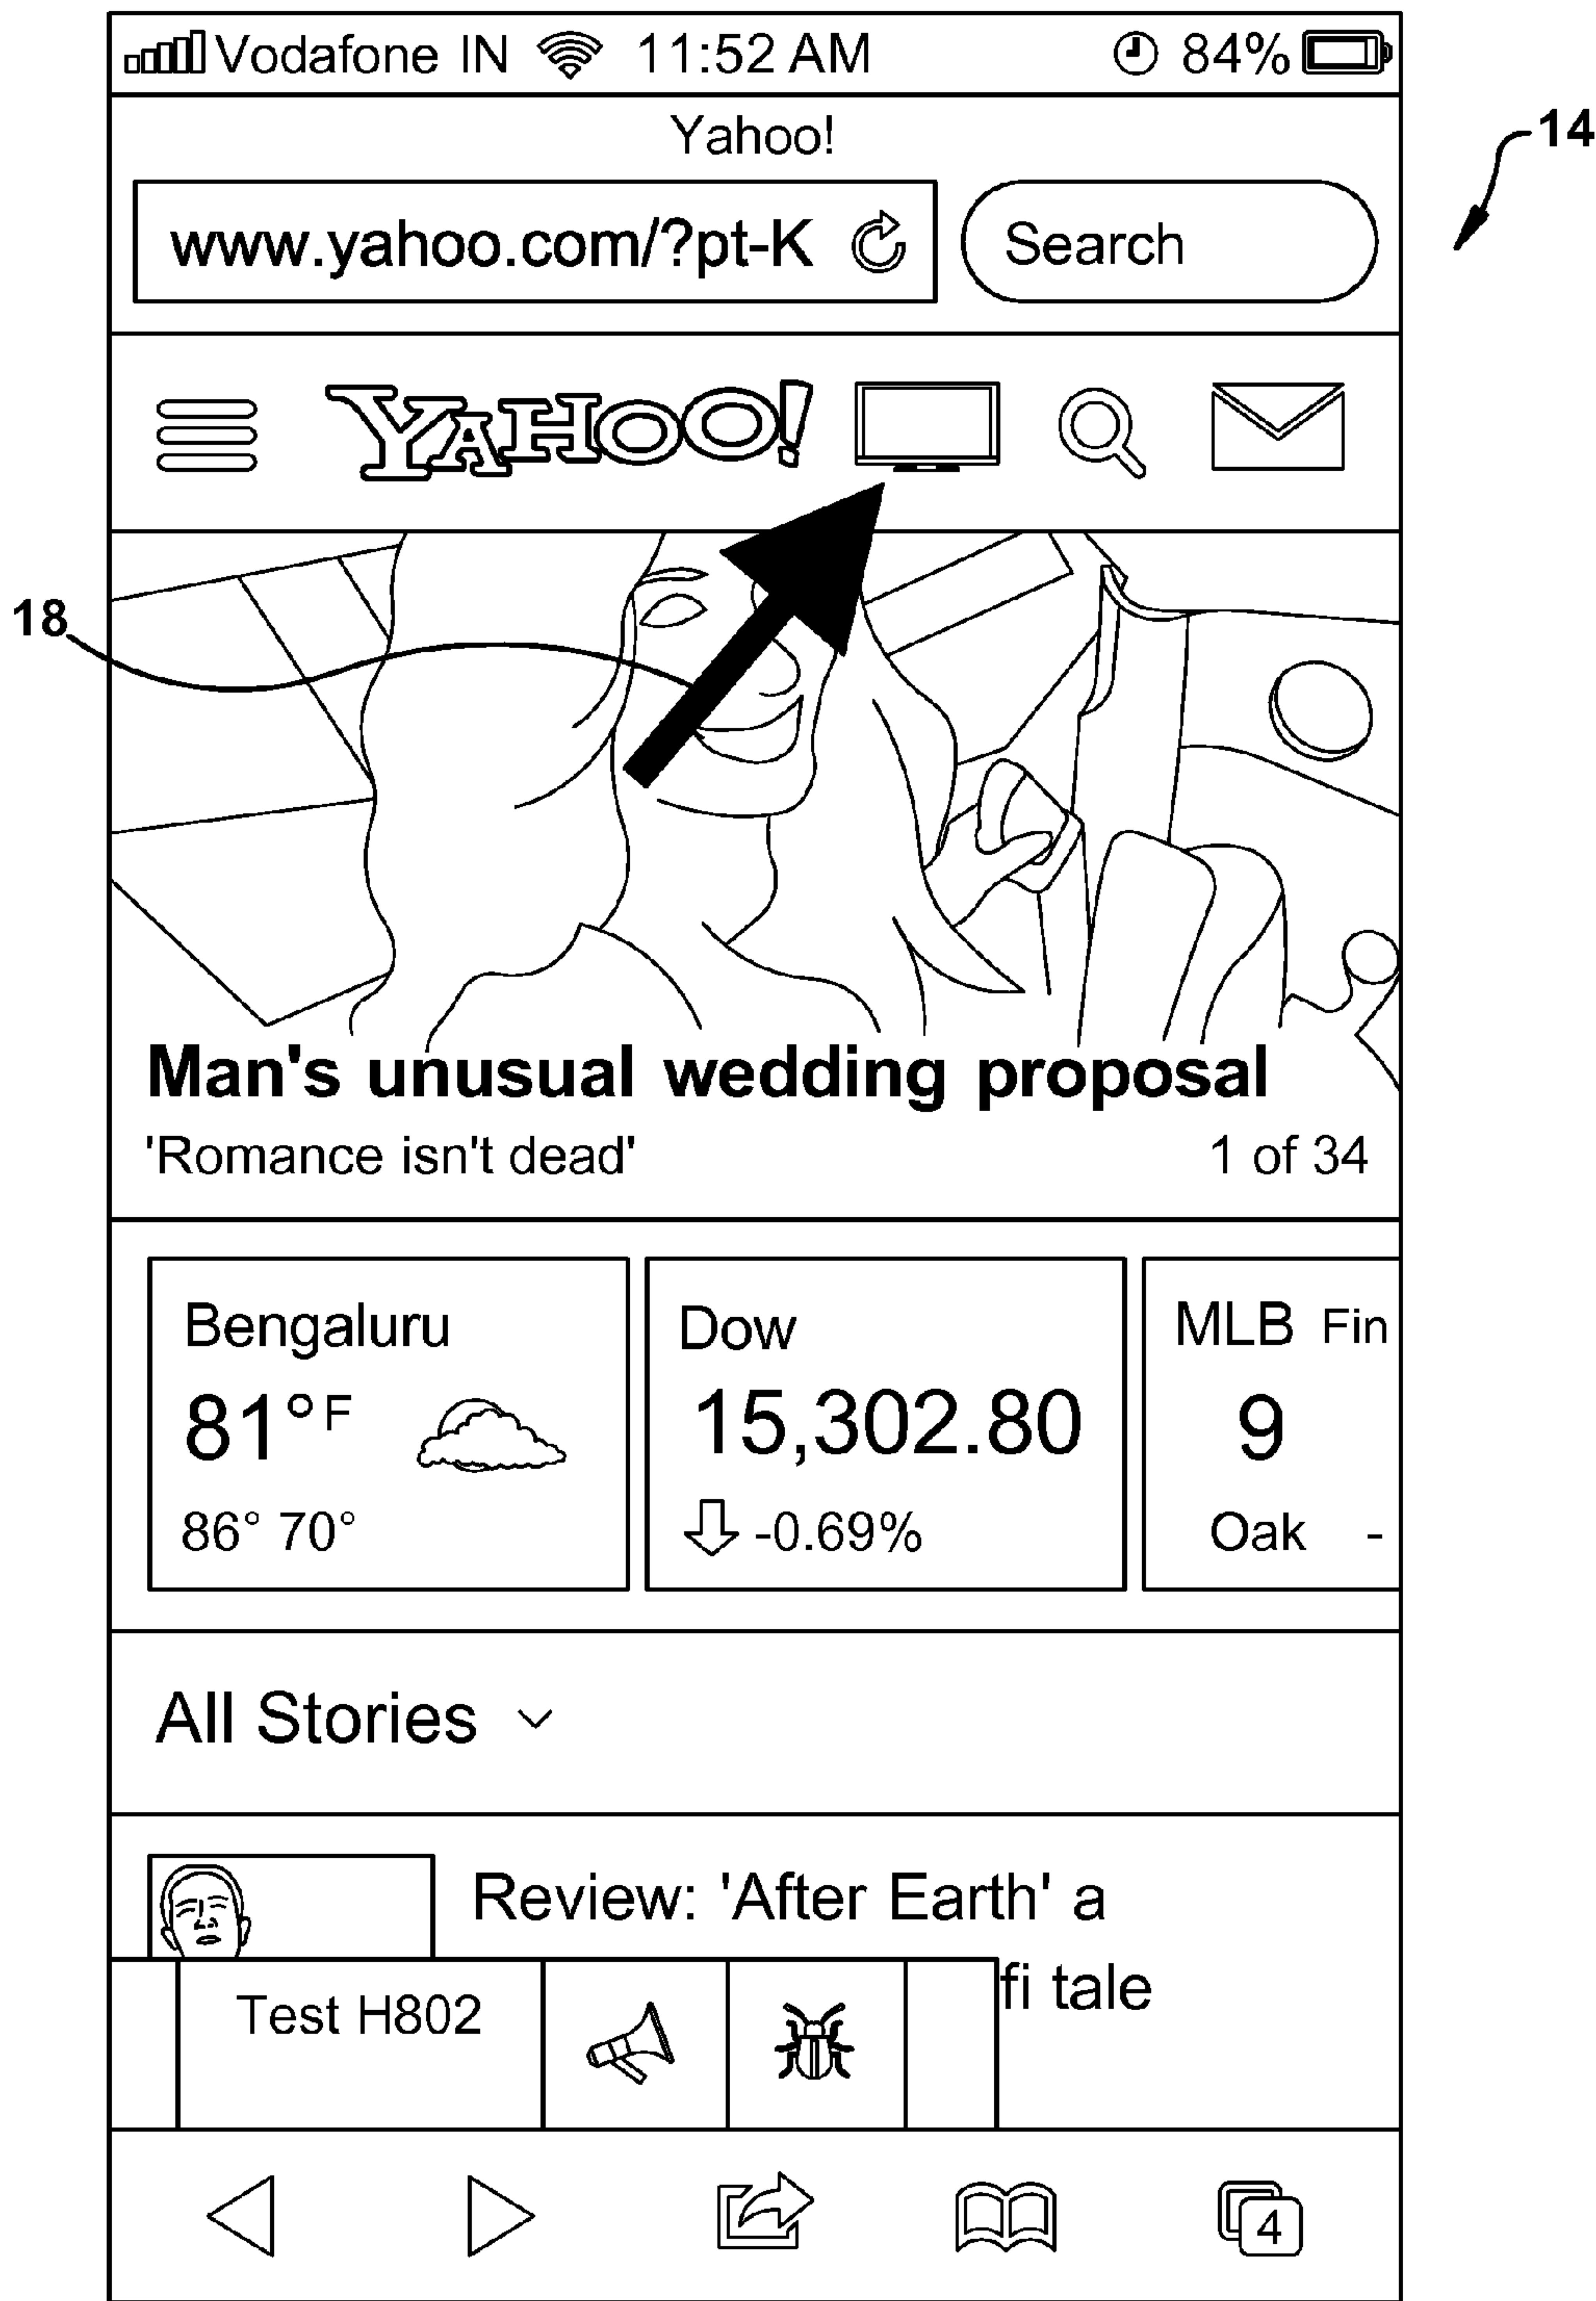 Vodafone IN 11:52 AM 84%
Yahoo!
14
www.yahoo.com/?pt-K Search
YAHOO!
18
Man's unusual wedding proposal
'Romance isn't dead' 1 of 34
Bengaluru Dow MLB Fin
81°F 15,302.80 9
86° 70° -0.69% Oak -
All Stories
Review: 'After Earth' a
fi tale
Test H802
4